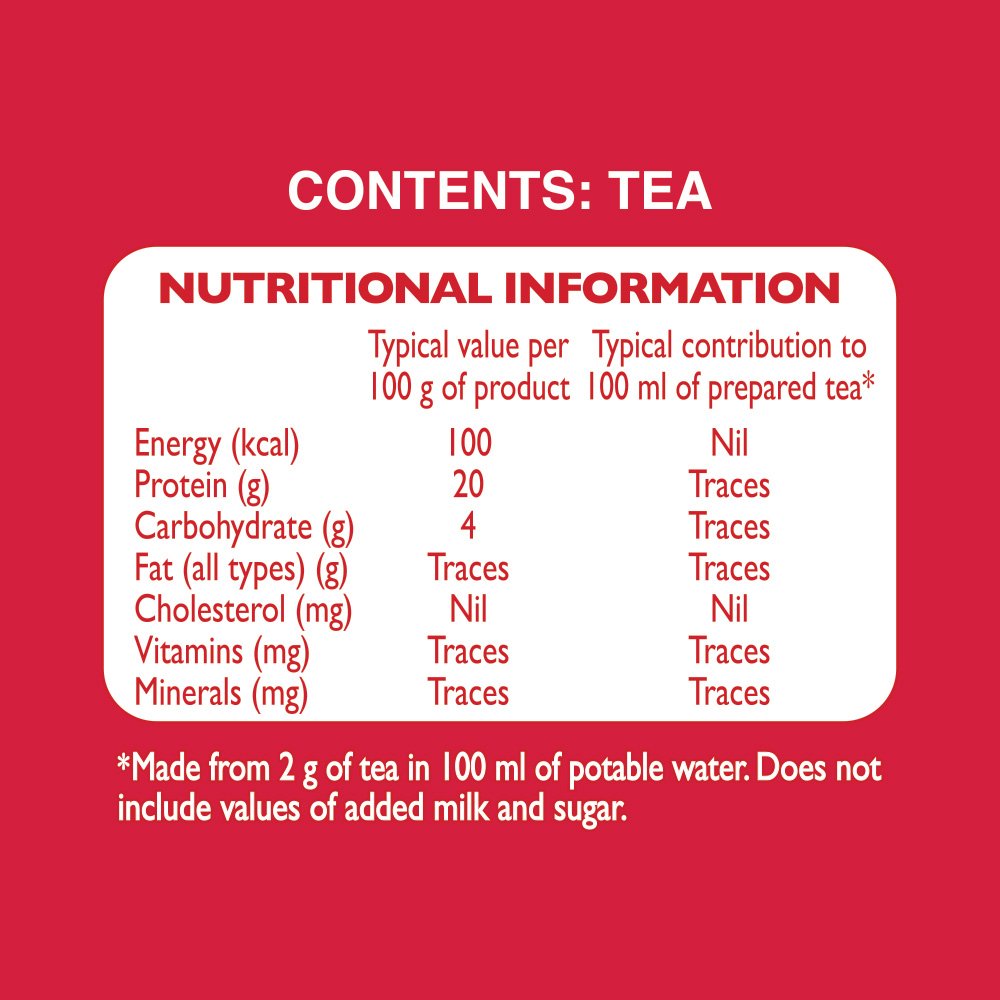 CONTENTS: TEA
NUTRITIONAL INFORMATION
Typical value per Typical contribution to
100 g of product 100 ml of prepared tea*
Energy (kcal) 100 Nil
Protein (g) 20 Traces
Carbohydrate (g) 4 Traces
Fat (all types) (g) Traces Traces
Cholesterol (mg) Nil Nil
Vitamins (mg) Traces Traces
Minerals (mg) Traces Traces
*Made from 2 g of tea in 100 ml of potable water. Does not
include values of added milk and sugar.